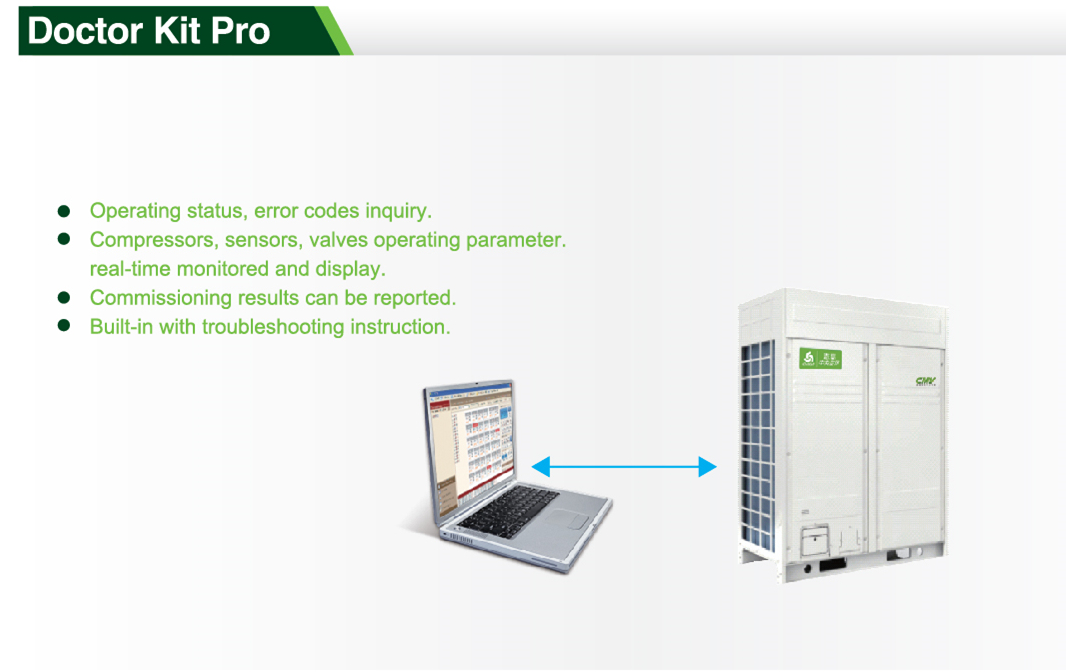 Doctor Kit Pro
Operating status, error codes inquiry.
Compressors, sensors, valves operating parameter.
real-time monitored and display.
Commissioning results can be reported.
Built-in with troubleshooting instruction.
CMV